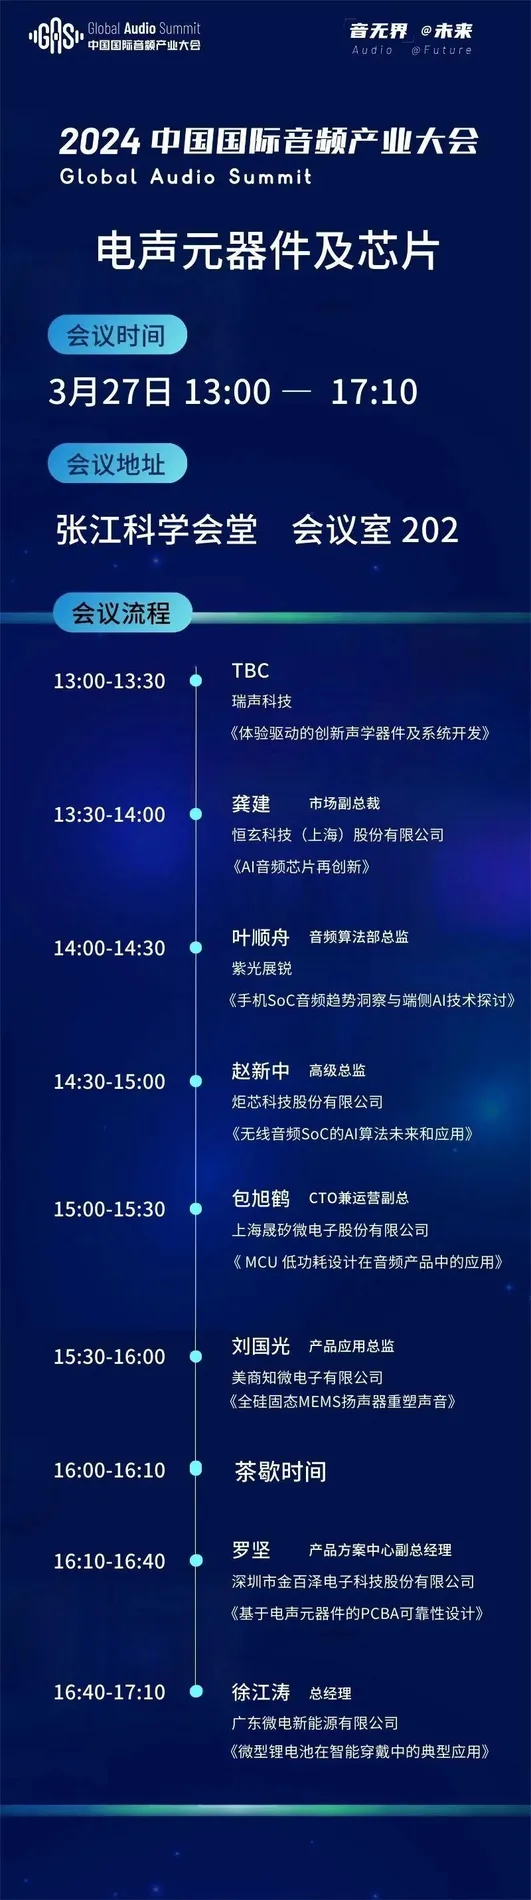 GAS Global Audio Summit
中国国际音频产业大会
音无界 @未来
Audio @Future
2024 中国国际音频产业大会
Global Audio Summit
电声元器件及芯片
会议时间
3月27日 13:00 — 17:10
会议地址
张江科学会堂 会议室 202
会议流程
13:00-13:30
TBC
瑞声科技
《体验驱动的创新声学器件及系统开发》
13:30-14:00
龚建 市场副总裁
恒玄科技（上海）股份有限公司
《AI音频芯片再创新》
14:00-14:30
叶顺舟 音频算法部总监
紫光展锐
《手机SoC音频趋势洞察与端侧AI技术探讨》
14:30-15:00
赵新中 高级总监
炬芯科技股份有限公司
《无线音频SoC的AI算法未来和应用》
15:00-15:30
包旭鹤 CTO兼运营副总
上海晟矽微电子股份有限公司
《 MCU 低功耗设计在音频产品中的应用》
15:30-16:00
刘国光 产品应用总监
美商知微电子有限公司
《全硅固态MEMS扬声器重塑声音》
16:00-16:10
茶歇时间
16:10-16:40
罗坚 产品方案中心副总经理
深圳市金百泽电子科技股份有限公司
《基于电声元器件的PCBA可靠性设计》
16:40-17:10
徐江涛 总经理
广东微电新能源有限公司
《微型锂电池在智能穿戴中的典型应用》